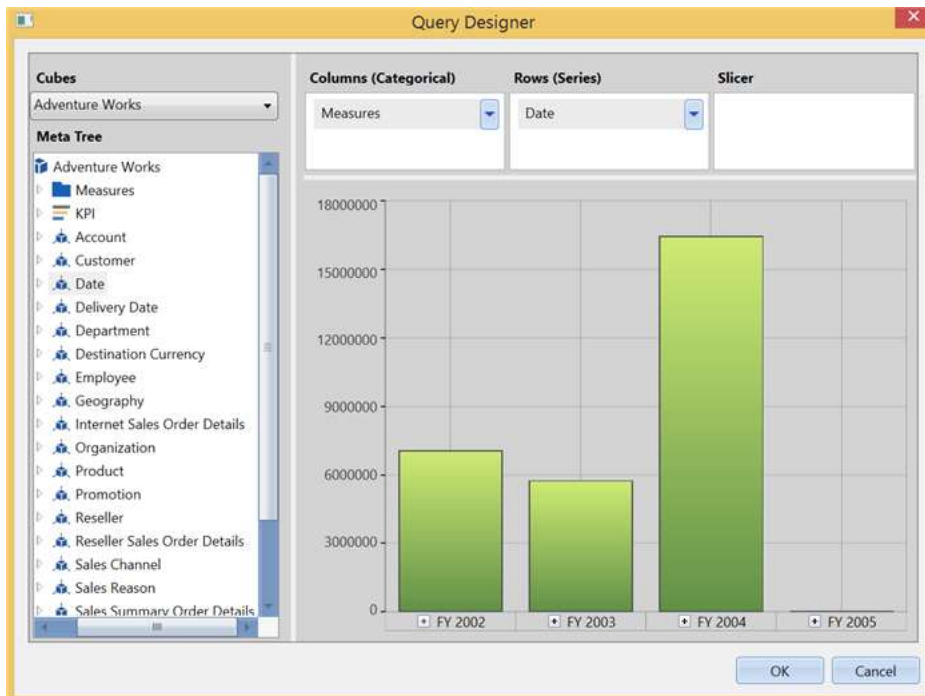 Query Designer
Cubes
Adventure Works
Meta Tree
Adventure Works
Measures
KPI
Account
Customer
Date
Delivery Date
Department
Destination Currency
Employee
Geography
Internet Sales Order Details
Organization
Product
Promotion
Reseller
Reseller Sales Order Details
Sales Channel
Sales Reason
Sales Summary Order Details
Columns (Categorical)
Rows (Series)
Slicer
Measures
Date
18000000
15000000
12000000
9000000
6000000
3000000
0
FY 2002
FY 2003
FY 2004
FY 2005
OK
Cancel